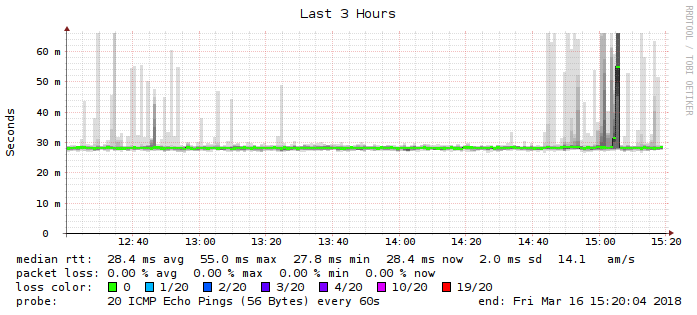 Last 3 Hours
RRDTOOL / TOBI OETIKER
Seconds
60 m
50 m
40 m
30 m
20 m
10 m
0
12:40 13:00 13:20 13:40 14:00 14:20 14:40 15:00 15:20
median rtt: 28.4 ms avg 55.0 ms max 27.8 ms min 28.4 ms now 2.0 ms sd 14.1 am/s
packet loss: 0.00 % avg 0.00 % max 0.00 % min 0.00 % now
loss color: 0 1/20 2/20 3/20 4/20 10/20 19/20
probe: 20 ICMP Echo Pings (56 Bytes) every 60s end: Fri Mar 16 15:20:04 2018